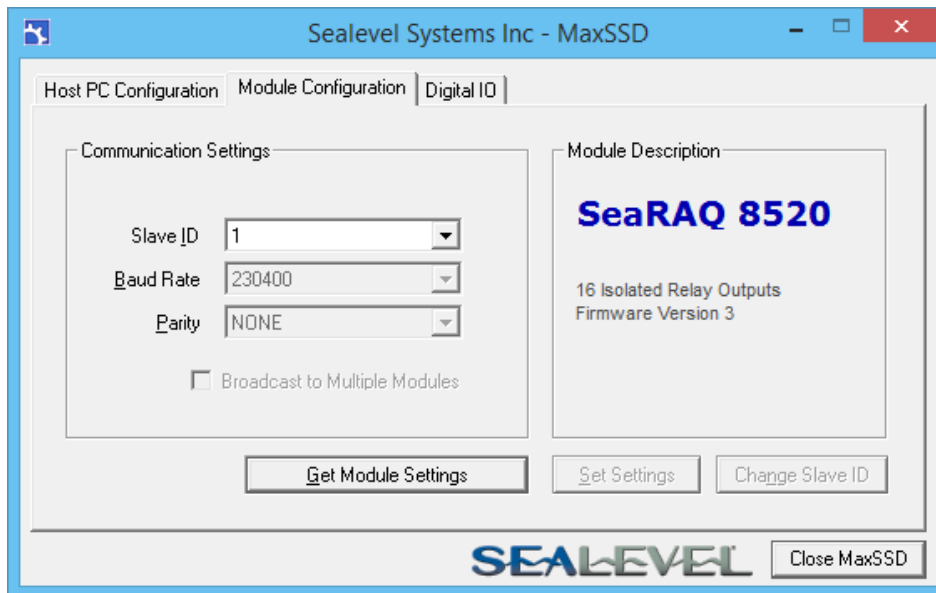 Sealevel Systems Inc - MaxSSD
Host PC Configuration
Module Configuration
Digital IO
Communication Settings
Slave ID
1
Baud Rate
230400
Parity
NONE
Broadcast to Multiple Modules
Module Description
SeaRAQ 8520
16 Isolated Relay Outputs
Firmware Version 3
Get Module Settings
Set Settings
Change Slave ID
SEALEVEL
Close MaxSSD